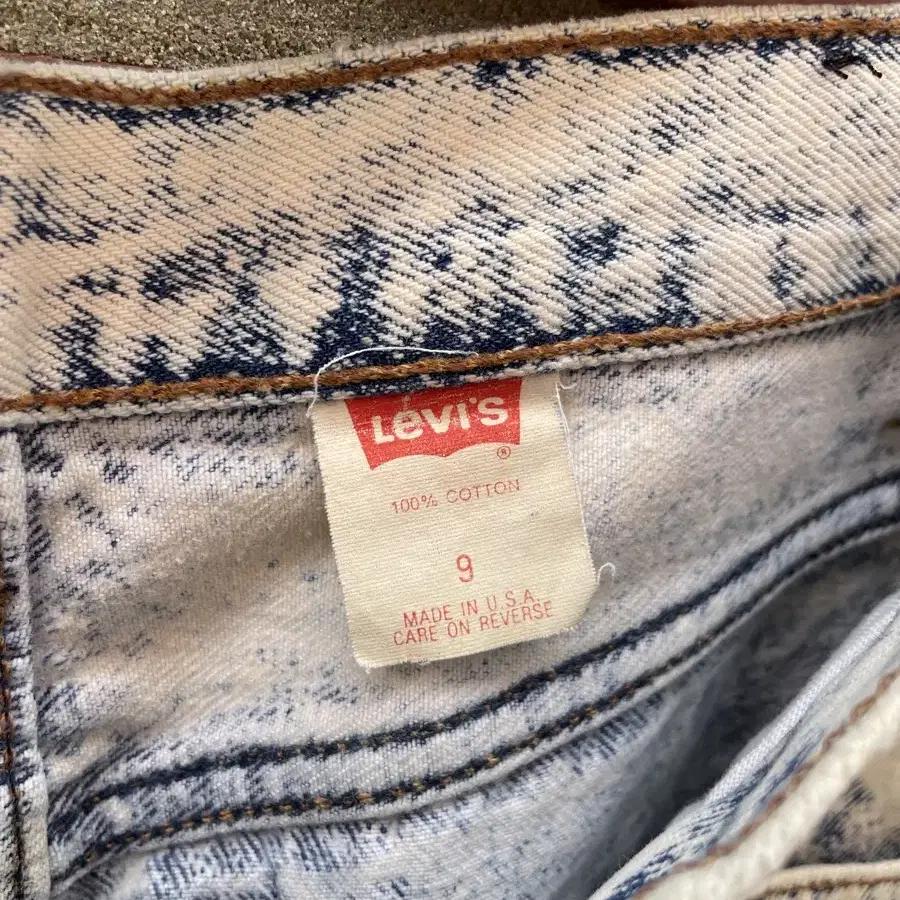 LEVI'S
®
100% COTTON
9
MADE IN U.S.A.
CARE ON REVERSE